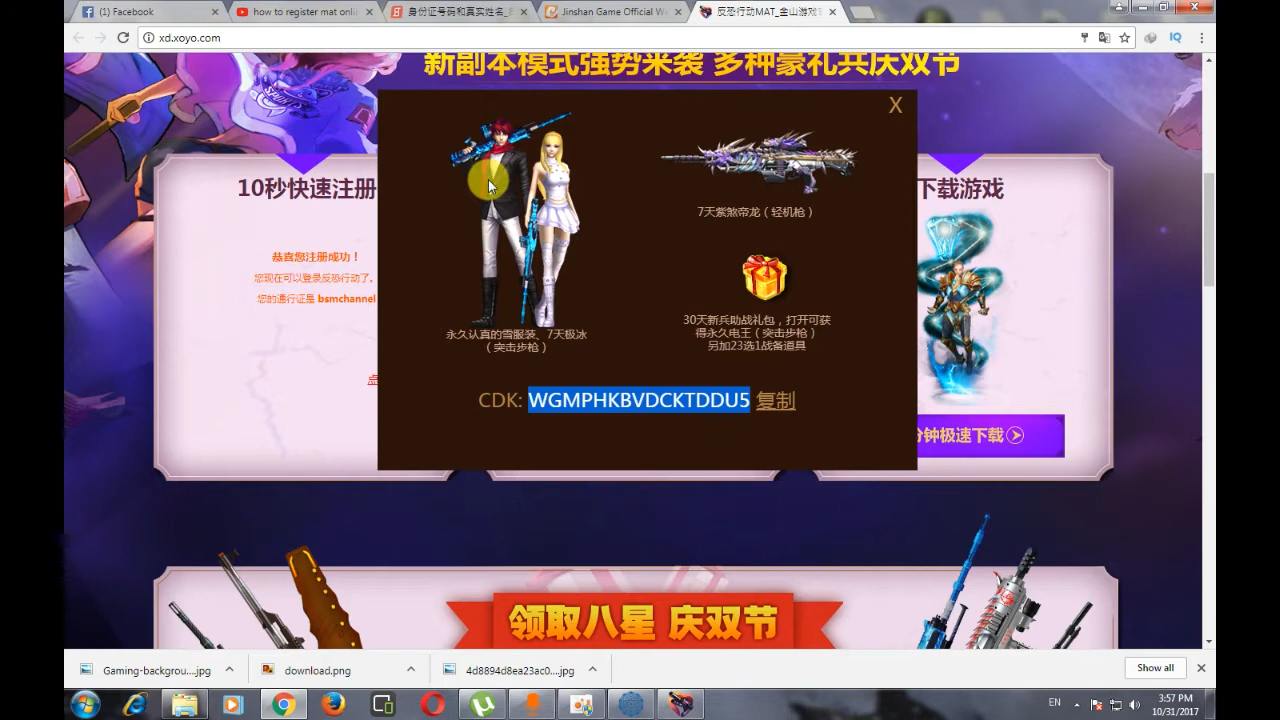 (1) Facebook
how to register mat onli
身份证号码和真实姓名_
Jinshan Game Official We
反恐行动MAT_金山游戏
xd.xoyo.com
新副本模式强势来袭 多种豪礼共庆双节
X
10秒快速注册
恭喜您注册成功！
您现在可以登录反恐行动了。
您的通行证是 bsmchannel
永久认真的雪服装、7天极冰
（突击步枪）
7天紫煞帝龙（轻机枪）
30天新兵助战礼包，打开可获
得永久电王（突击步枪）
另加23选1战备道具
CDK: WGMPHKBVDCKTDDU5 复制
下载游戏
分钟极速下载
领取八星 庆双节
Gaming-backgrou....jpg
download.png
4d8894d8ea23ac0....jpg
Show all
EN
3:57 PM
10/31/2017